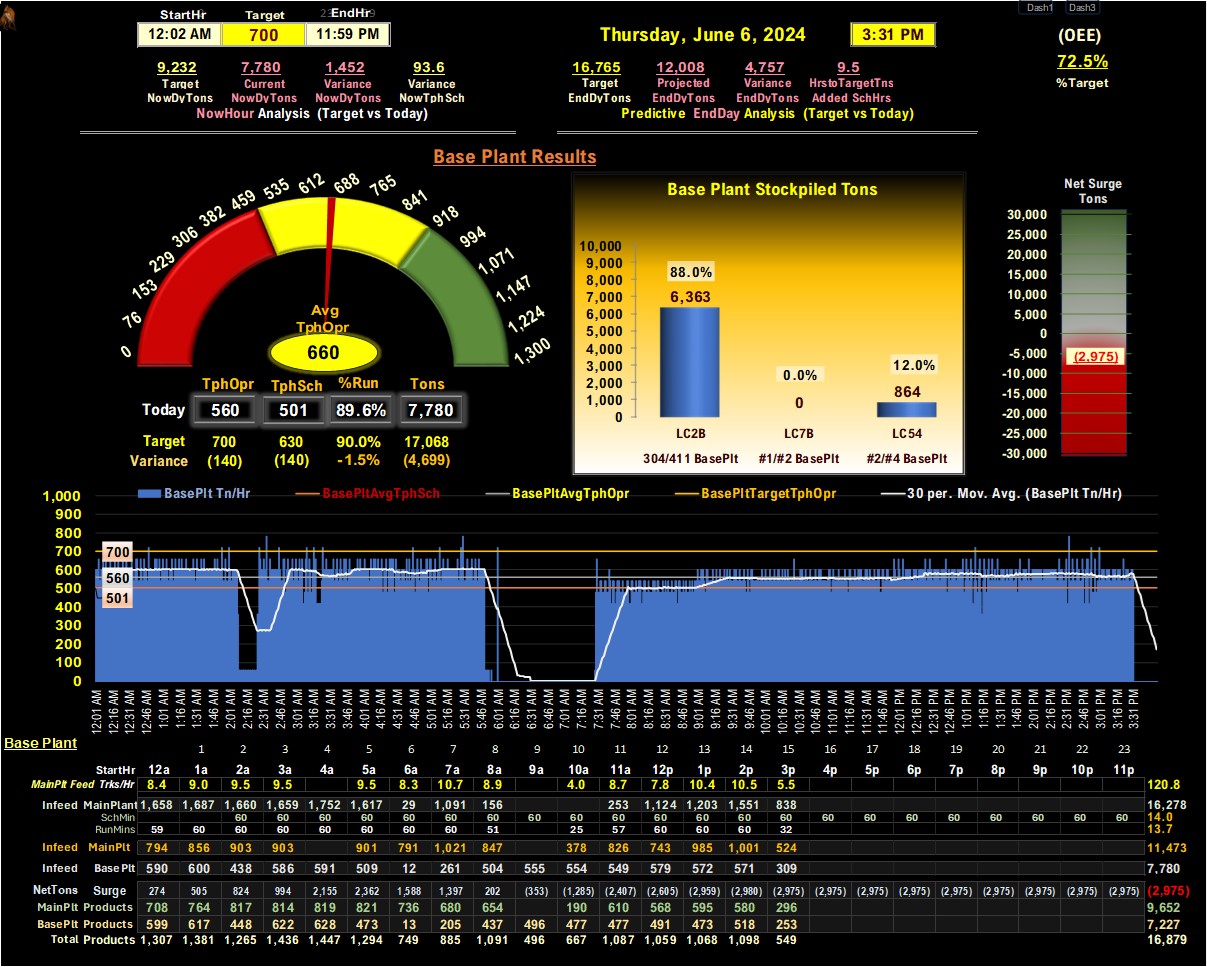 StartHr Target EndHr Dash1 Dash3
12:02 AM 700 11:59 PM Thursday, June 6, 2024 3:31 PM (OEE)
72.5%
9,232 7,780 1,452 93.6 16,765 12,008 4,757 9.5
Target Current Variance Variance Target Projected Variance HrstoTargetTns %Target
NowDyTons NowDyTons NowDyTons NowTphSch EndDyTons EndDyTons EndDyTons Added SchHrs
NowHour Analysis (Target vs Today) Predictive EndDay Analysis (Target vs Today)
Base Plant Results
0 76 153 229 306 382 459 535 612 688 765 841 918 994 1,071 1,147 1,224 1,300
Avg
TphOpr
660
TphOpr TphSch %Run Tons
Today 560 501 89.6% 7,780
Target 700 630 90.0% 17,068
Variance (140) (140) -1.5% (4,699)
Base Plant Stockpiled Tons
10,000
9,000
8,000
7,000
6,000
5,000
4,000
3,000
2,000
1,000
0
88.0% 0.0% 12.0%
6,363 0 864
LC2B LC7B LC54
304/411 BasePlt #1/#2 BasePlt #2/#4 BasePlt
Net Surge
Tons
30,000
25,000
20,000
15,000
10,000
5,000
0
-5,000
-10,000
-15,000
-20,000
-25,000
-30,000
(2,975)
BasePlt Tn/Hr BasePltAvgTphSch BasePltAvgTphOpr BasePltTargetTphOpr 30 per. Mov. Avg. (BasePlt Tn/Hr)
1,000
900
800
700
600
500
400
300
200
100
0
700
560
501
12:01 AM 12:16 AM 12:31 AM 12:46 AM 1:01 AM 1:16 AM 1:31 AM 1:46 AM 2:01 AM 2:16 AM 2:31 AM 2:46 AM 3:01 AM 3:16 AM 3:31 AM 3:46 AM 4:01 AM 4:16 AM 4:31 AM 4:46 AM 5:01 AM 5:16 AM 5:31 AM 5:46 AM 6:01 AM 6:16 AM 6:31 AM 6:46 AM 7:01 AM 7:16 AM 7:31 AM 7:46 AM 8:01 AM 8:16 AM 8:31 AM 8:46 AM 9:01 AM 9:16 AM 9:31 AM 9:46 AM 10:01 AM 10:16 AM 10:31 AM 10:46 AM 11:01 AM 11:16 AM 11:31 AM 11:46 AM 12:01 PM 12:16 PM 12:31 PM 12:46 PM 1:01 PM 1:16 PM 1:31 PM 1:46 PM 2:01 PM 2:16 PM 2:31 PM 2:46 PM 3:01 PM 3:16 PM 3:31 PM
Base Plant 1 2 3 4 5 6 7 8 9 10 11 12 13 14 15 16 17 18 19 20 21 22 23
StartHr 12a 1a 2a 3a 4a 5a 6a 7a 8a 9a 10a 11a 12p 1p 2p 3p 4p 5p 6p 7p 8p 9p 10p 11p
MainPlt Feed Trks/Hr 8.4 9.0 9.5 9.5 9.5 8.3 10.7 8.9 4.0 8.7 7.8 10.4 10.5 5.5 120.8
Infeed MainPlant 1,658 1,687 1,660 1,659 1,752 1,617 29 1,091 156 253 1,124 1,203 1,551 838 16,278
SchMin 60 60 60 60 60 60 60 60 60 60 60 60 60 60 60 60 60 60 60 60 60 60 14.0
RunMins 59 60 60 60 60 60 60 60 51 25 57 60 60 60 32 13.7
Infeed MainPlt 794 856 903 903 901 791 1,021 847 378 826 743 985 1,001 524 11,473
Infeed BasePlt 590 600 438 586 591 509 12 261 504 555 554 549 579 572 571 309 7,780
NetTons Surge 274 505 824 994 2,155 2,362 1,588 1,397 202 (353) (1,285) (2,407) (2,605) (2,959) (2,980) (2,975) (2,975) (2,975) (2,975) (2,975) (2,975) (2,975) (2,975) (2,975) (2,975)
MainPlt Products 708 764 817 814 819 821 736 680 654 190 610 568 595 580 296 9,652
BasePlt Products 599 617 448 622 628 473 13 205 437 496 477 477 491 473 518 253 7,227
Total Products 1,307 1,381 1,265 1,436 1,447 1,294 749 885 1,091 496 667 1,087 1,059 1,068 1,098 549 16,879